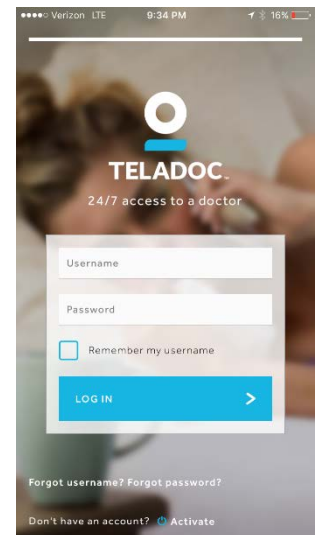 Verizon LTE 9:34 PM 16%
TELADOC
24/7 access to a doctor
Username
Password
Remember my username
LOG IN
Forgot username? Forgot password?
Don't have an account? Activate